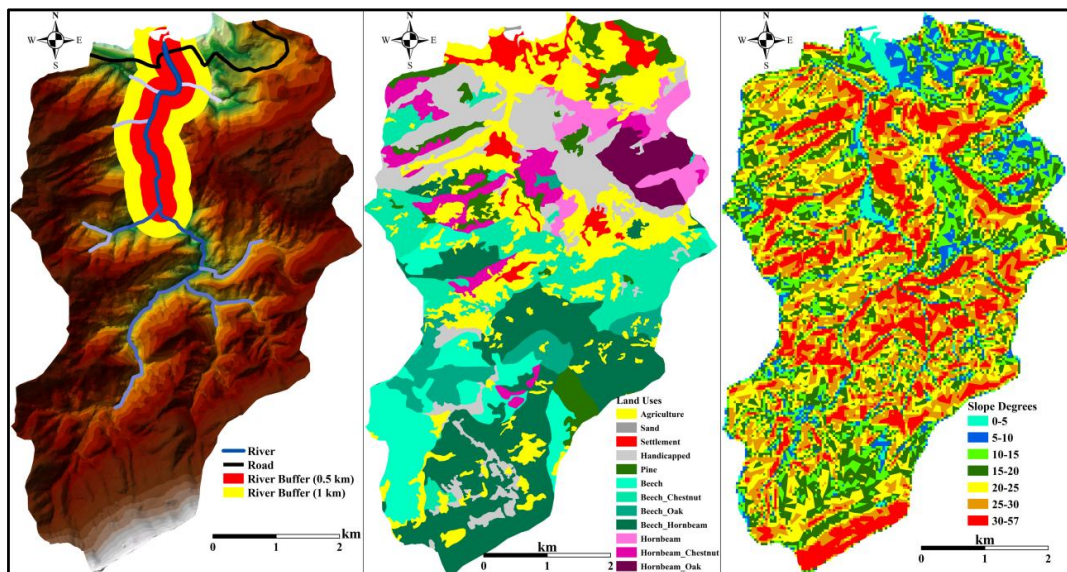 N
W E
S
River
Road
River Buffer (0.5 km)
River Buffer (1 km)
km
0 1 2
N
W E
S
Land Uses
Agriculture
Sand
Settlement
Handicapped
Pine
Beech
Beech_Chestnut
Beech_Oak
Beech_Hornbeam
Hornbeam
Hornbeam_Chestnut
Hornbeam_Oak
km
0 1 2
N
W E
S
Slope Degrees
0-5
5-10
10-15
15-20
20-25
25-30
30-57
km
0 1 2